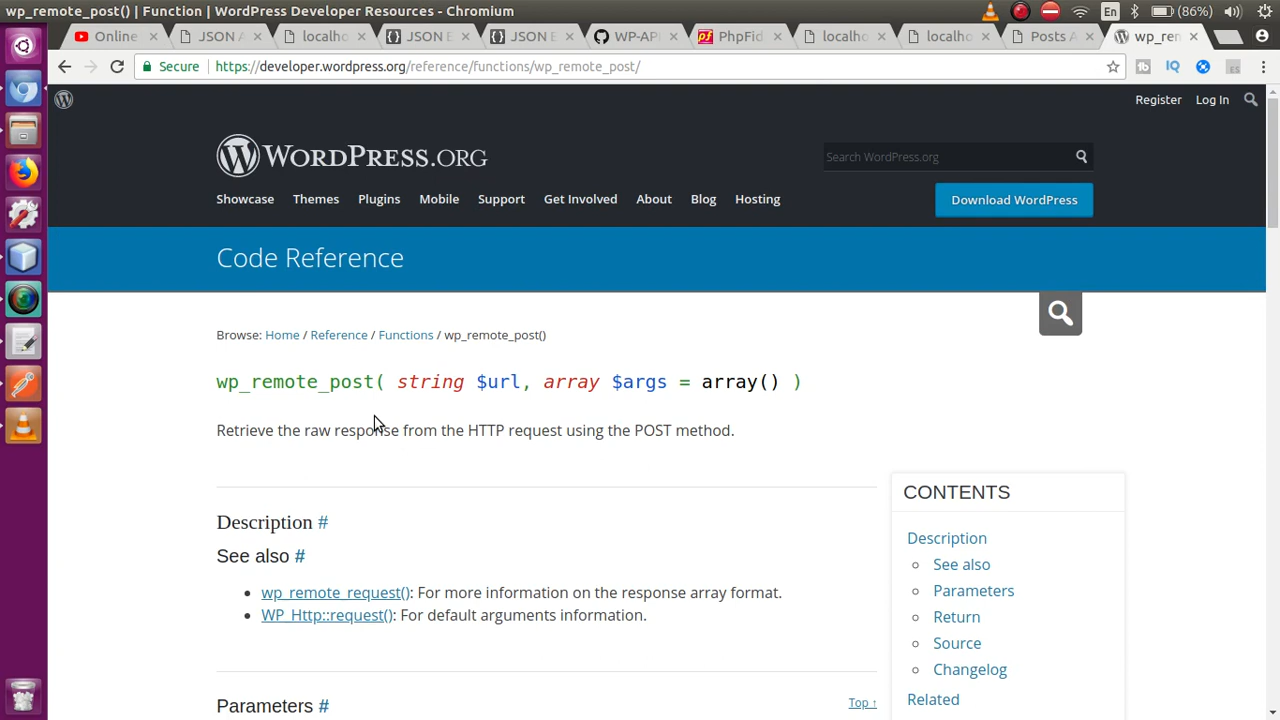 wp_remote_post() | Function | WordPress Developer Resources - Chromium
En
(86%)
Online
JSON A
localho
JSON E
JSON E
WP-API
PhpFid
localho
localho
Posts A
wp_rem
Secure
https://developer.wordpress.org/reference/functions/wp_remote_post/
Register
Log In
WORDPRESS.ORG
Search WordPress.org
Showcase
Themes
Plugins
Mobile
Support
Get Involved
About
Blog
Hosting
Download WordPress
Code Reference
Browse: Home / Reference / Functions / wp_remote_post()
wp_remote_post( string $url, array $args = array() )
Retrieve the raw response from the HTTP request using the POST method.
Description #
See also #
wp_remote_request(): For more information on the response array format.
WP_Http::request(): For default arguments information.
Parameters #
Top ↑
CONTENTS
Description
See also
Parameters
Return
Source
Changelog
Related